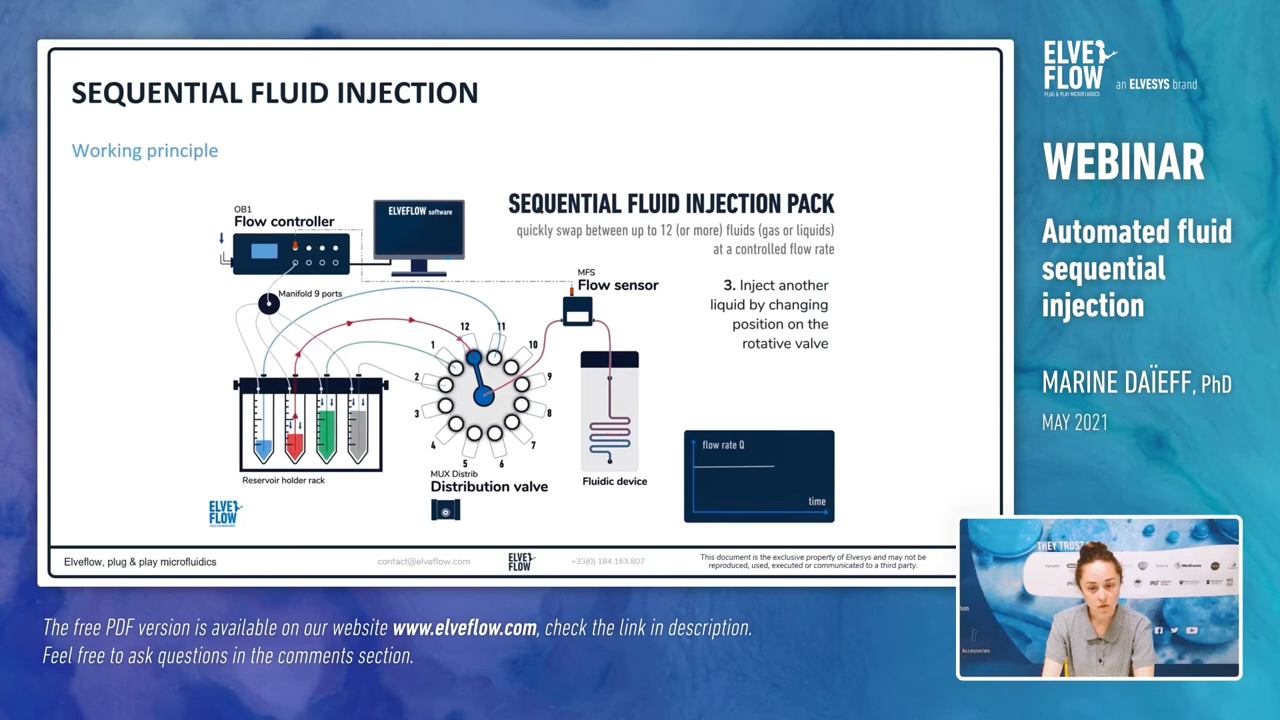 SEQUENTIAL FLUID INJECTION
Working principle
OB1
Flow controller
ELVEFLOW software
SEQUENTIAL FLUID INJECTION PACK
quickly swap between up to 12 (or more) fluids (gas or liquids)
at a controlled flow rate
MFS
Flow sensor
3. Inject another
liquid by changing
position on the
rotative valve
Manifold 9 ports
12
11
1
10
2
9
3
8
4
7
5
6
flow rate Q
time
Reservoir holder rack
MUX Distrib
Distribution valve
Fluidic device
ELVE
FLOW
Elveflow, plug & play microfluidics
contact@elveflow.com
ELVE
FLOW
+33(0).184.163.807
This document is the exclusive property of Elvesys and may not be
reproduced, used, executed or communicated to a third party.
ELVE
FLOW
PLUG & PLAY MICROFLUIDICS
an ELVESYS brand
WEBINAR
Automated fluid
sequential
injection
MARINE DAÏEFF, PhD
MAY 2021
THEY TRUST
Accessories
The free PDF version is available on our website www.elveflow.com, check the link in description.
Feel free to ask questions in the comments section.